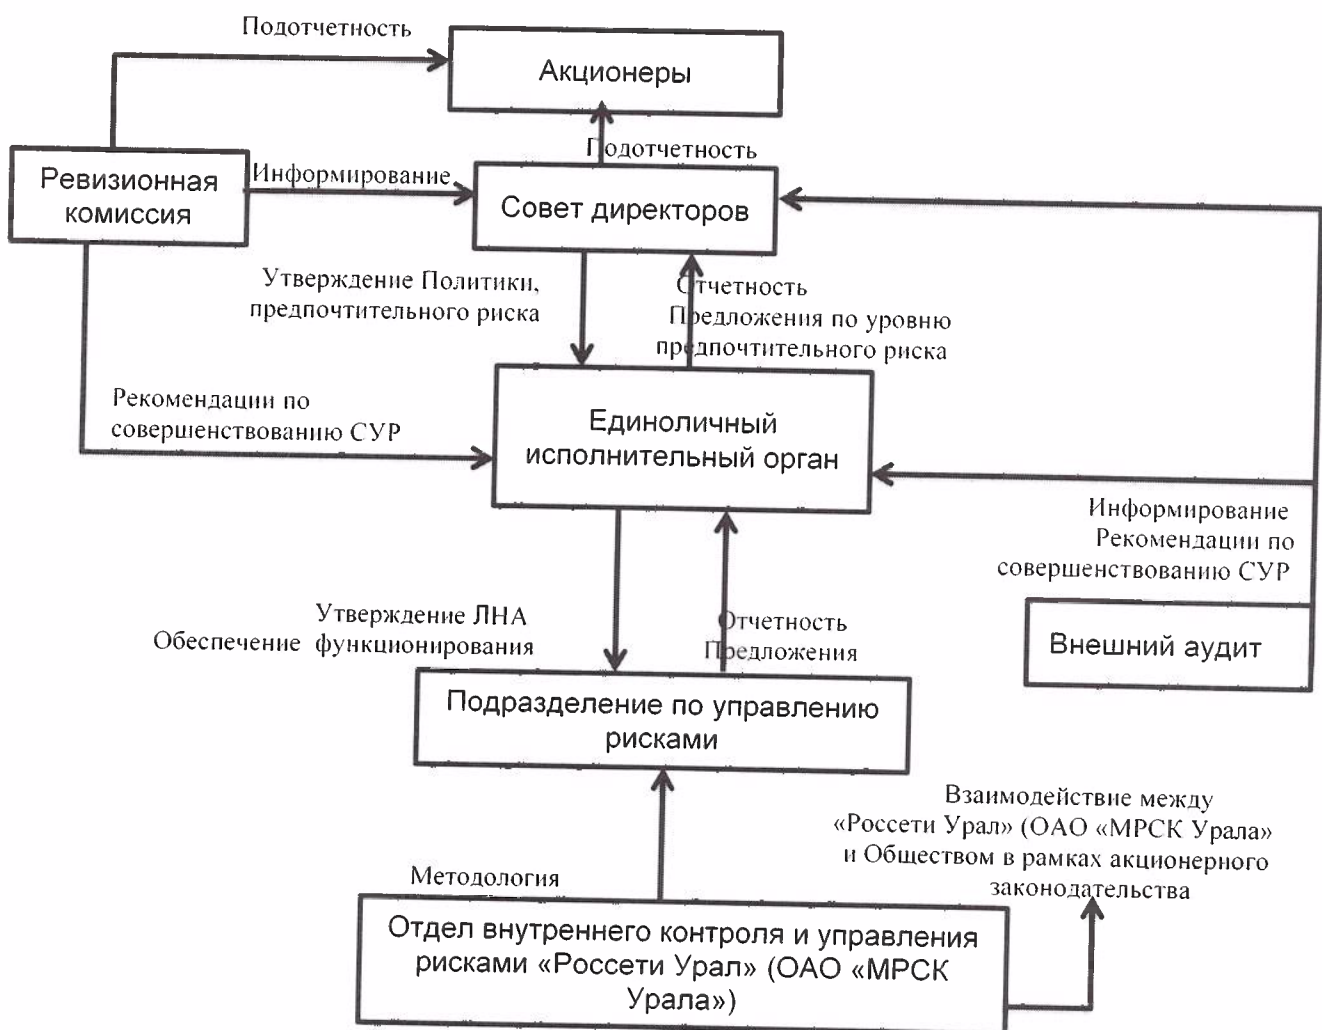 Подотчетность
Акционеры
Подотчетность
Ревизионная
комиссия
Информирование
Совет директоров
Утверждение Политики,
предпочтительного риска
Отчетность
Предложения по уровню
предпочтительного риска
Рекомендации по
совершенствованию СУР
Единоличный
исполнительный орган
Информирование
Рекомендации по
совершенствованию СУР
Внешний аудит
Утверждение ЛНА
Обеспечение функционирования
Отчетность
Предложения
Подразделение по управлению
рисками
Взаимодействие между
«Россети Урал» (ОАО «МРСК Урала»
и Обществом в рамках акционерного
законодательства
Методология
Отдел внутреннего контроля и управления
рисками «Россети Урал» (ОАО «МРСК
Урала»)